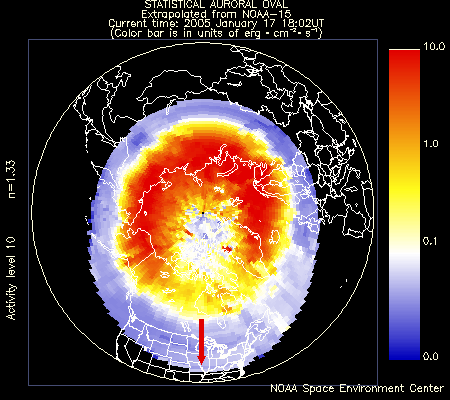 STATISTICAL AURORAL OVAL
Extrapolated from NOAA-15
Current time: 2005 January 17 18:02UT
(Color bar is in units of erg · cm⁻² · s⁻¹)
10.0
1.0
0.1
0.0
n=1.33
Activity level 10
NOAA Space Environment Center